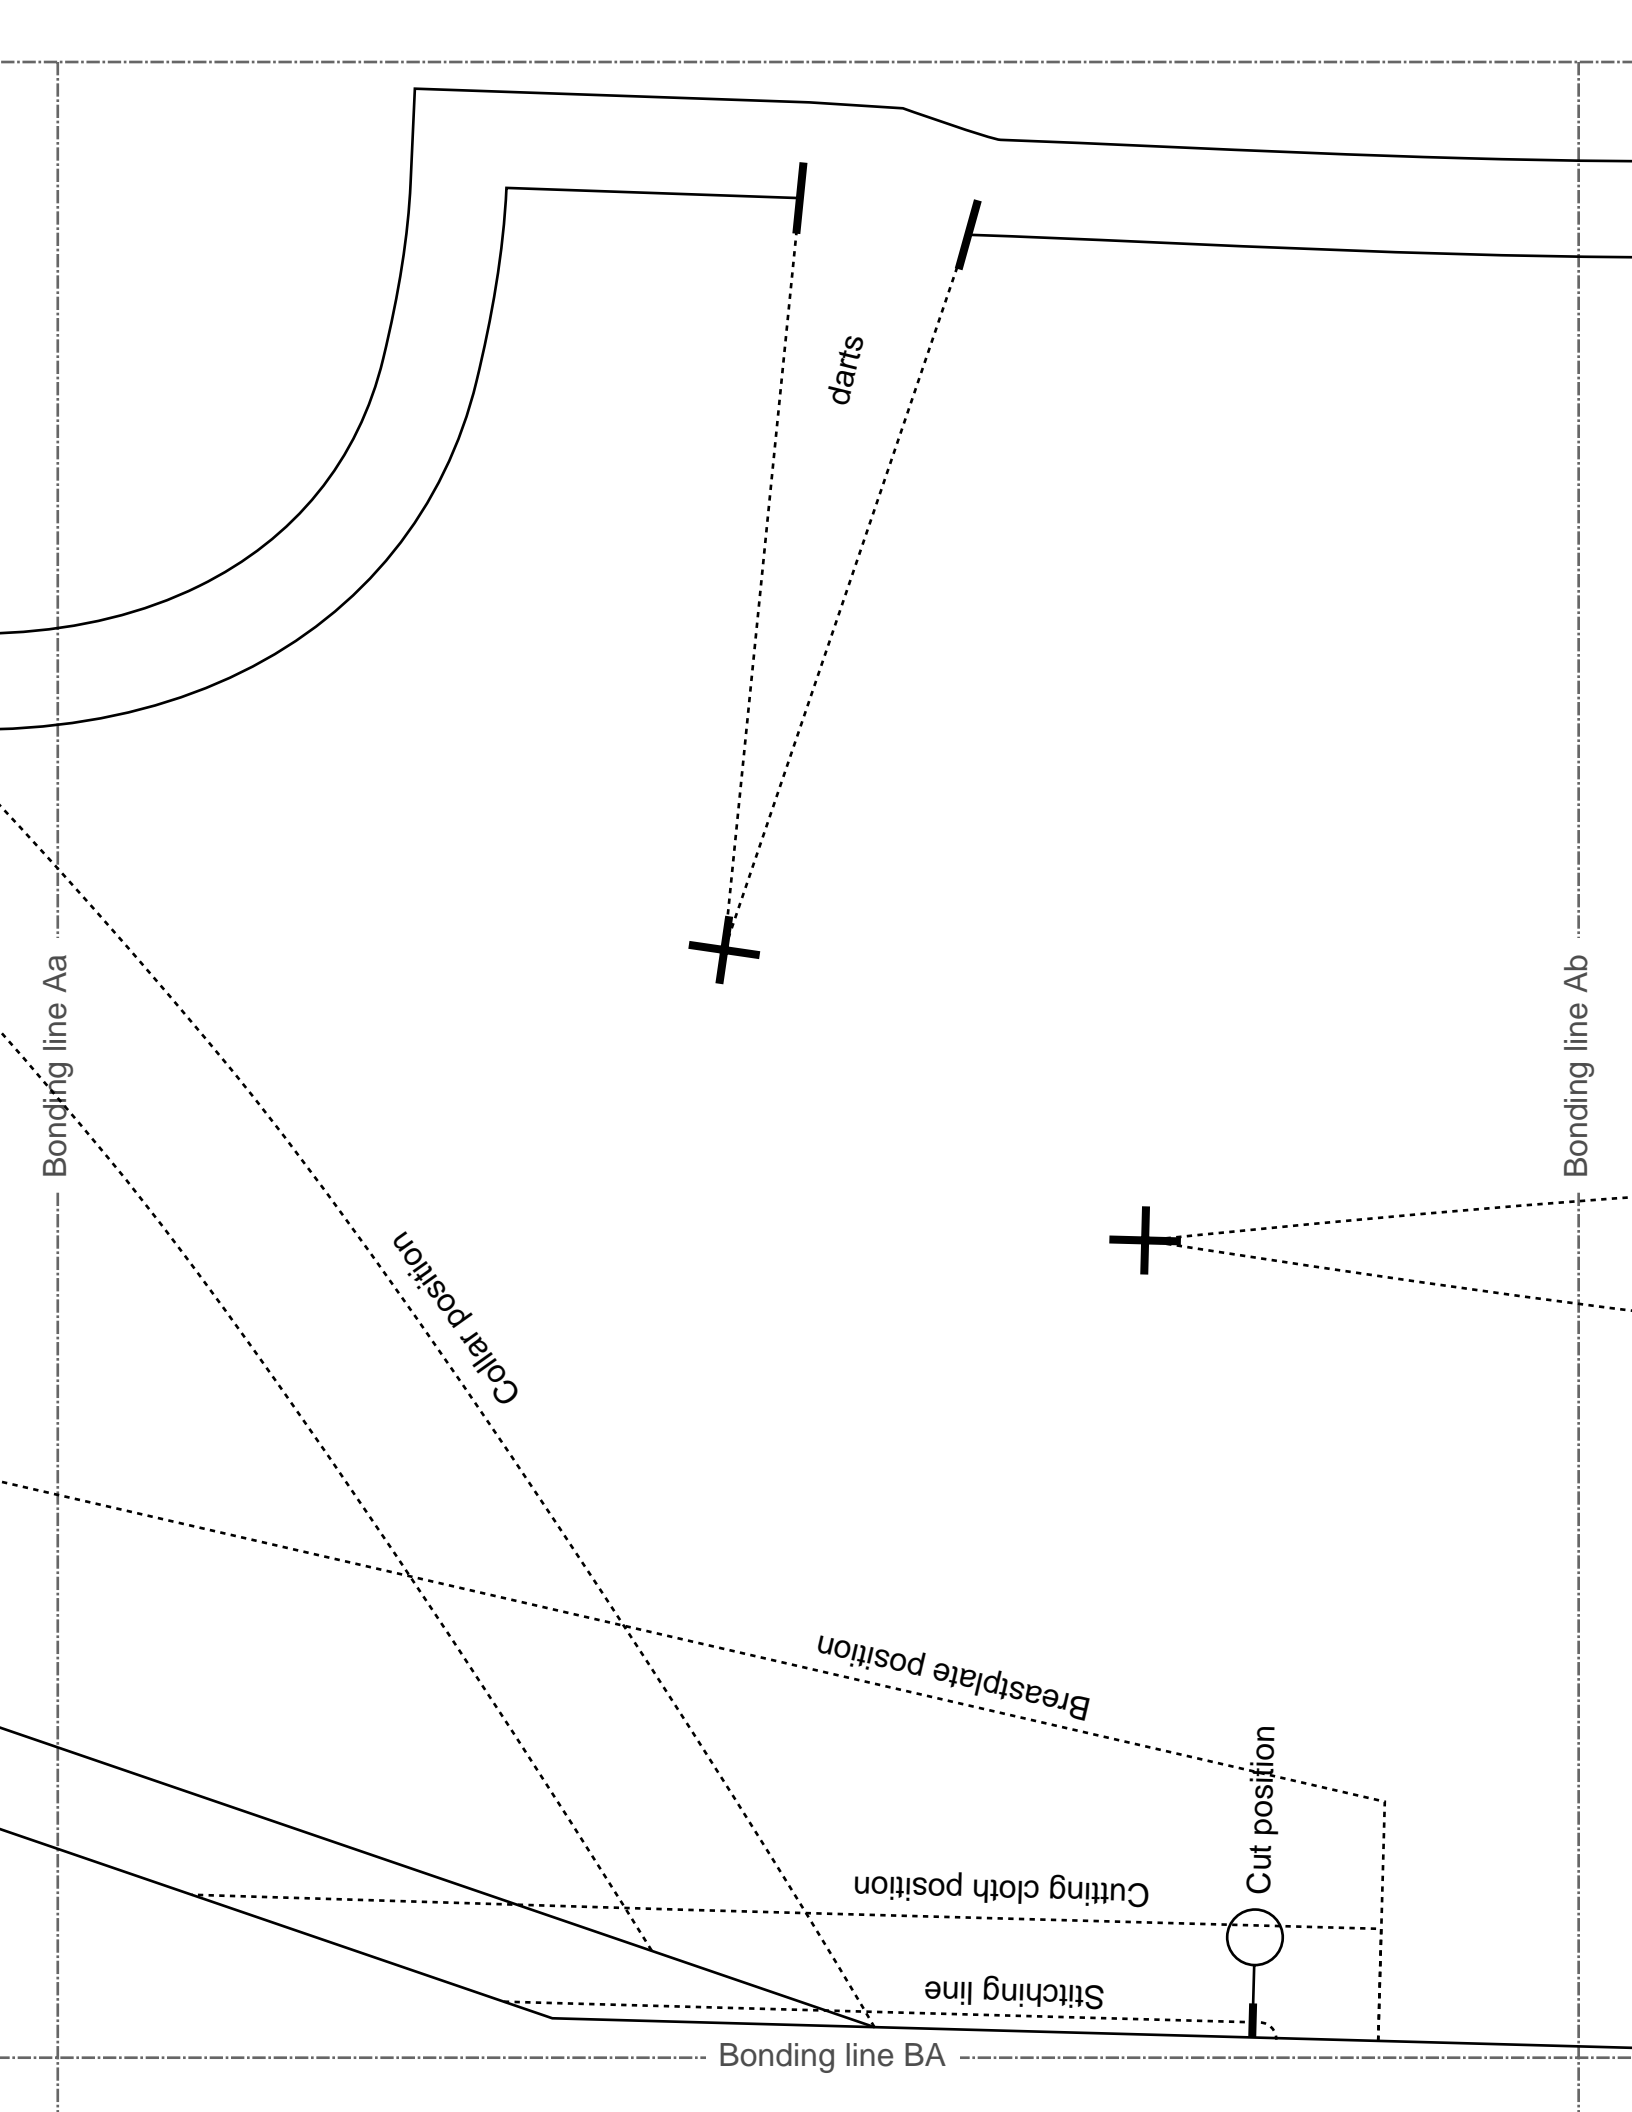 darts
Bonding line Aa
Bonding line Ab
Collar position
Breastplate position
Cut position
Cutting cloth position
Stitching line
Bonding line BA